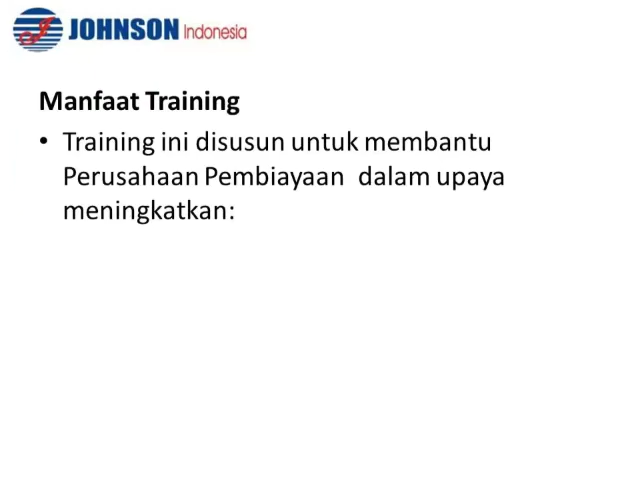 JOHNSON Indonesia
Manfaat Training
• Training ini disusun untuk membantu
Perusahaan Pembiayaan dalam upaya
meningkatkan: